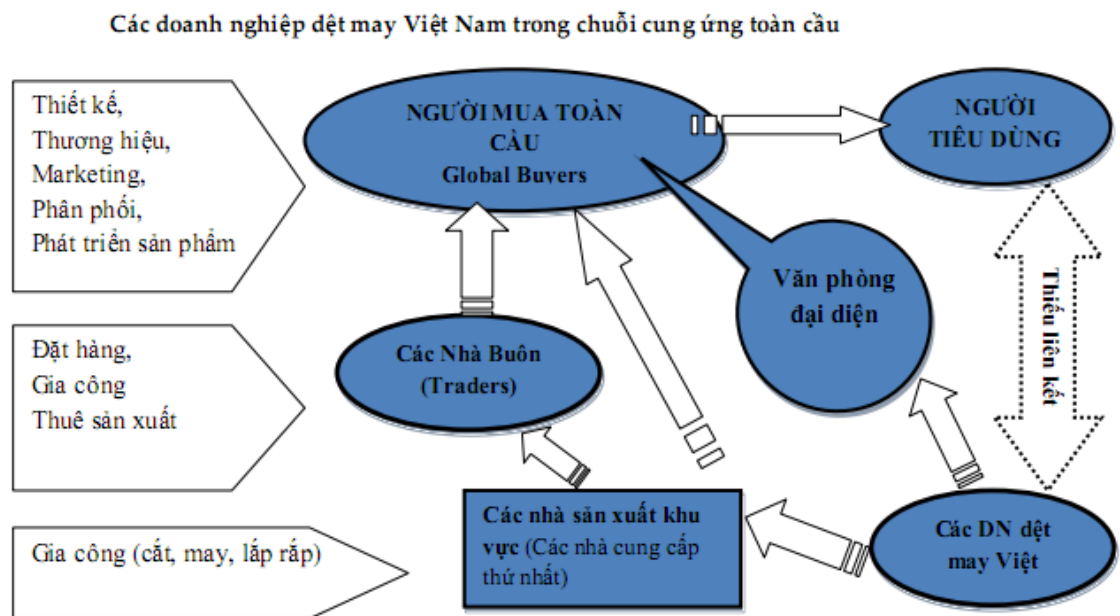 Các doanh nghiệp dệt may Việt Nam trong chuỗi cung ứng toàn cầu
Thiết kế,
Thương hiệu,
Marketing,
Phân phối,
Phát triển sản phẩm
NGƯỜI MUA TOÀN
CẦU
Global Buyers
NGƯỜI
TIÊU DÙNG
Văn phòng
đại diện
Thiếu liên kết
Đặt hàng,
Gia công
Thuê sản xuất
Các Nhà Buôn
(Traders)
Gia công (cắt, may, lắp rắp)
Các nhà sản xuất khu
vực (Các nhà cung cấp
thứ nhất)
Các DN dệt
may Việt